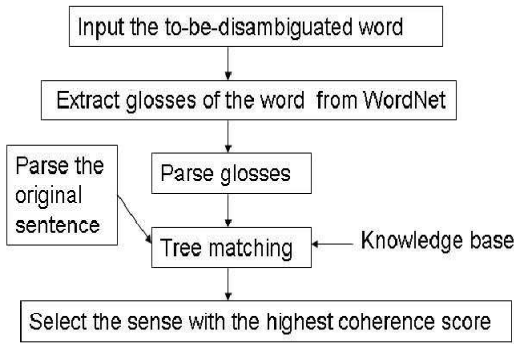 Input the to-be-disambiguated word
Extract glosses of the word from WordNet
Parse the
original
sentence
Parse glosses
Tree matching
Knowledge base
Select the sense with the highest coherence score